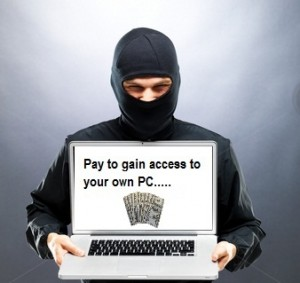 Pay to gain access to
your own PC.....